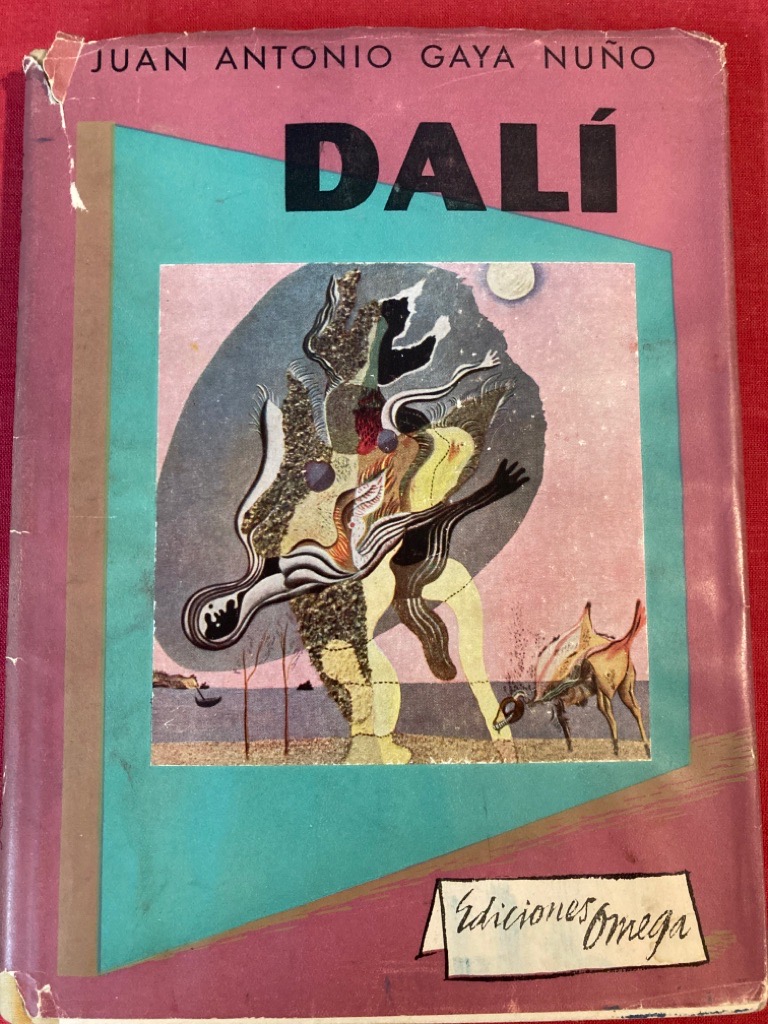 JUAN ANTONIO GAYA NUÑO
DALÍ
Ediciones Omega